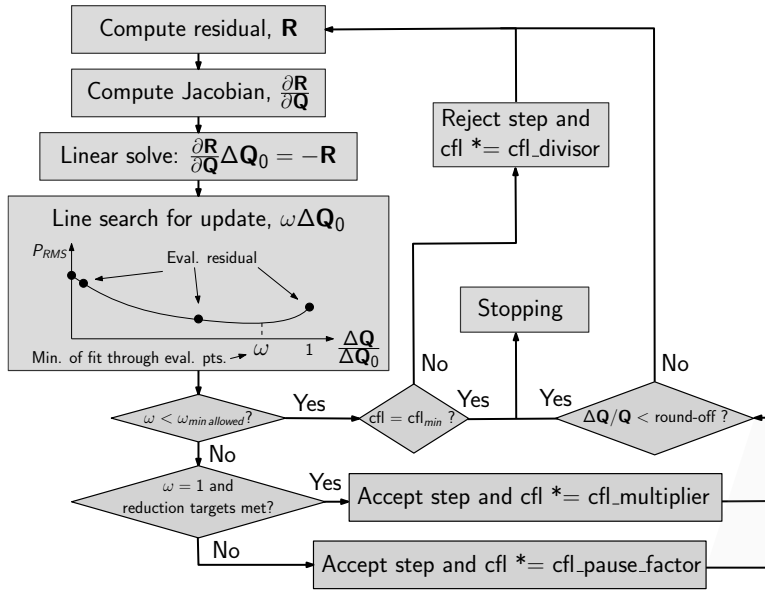 Compute residual, R
Compute Jacobian, ∂R/∂Q
Linear solve: ∂R/∂Q ΔQ₀ = −R
Line search for update, ωΔQ₀
P_RMS
Eval. residual
Min. of fit through eval. pts.
ω
1
ΔQ/ΔQ₀
Reject step and
cfl *= cfl_divisor
Stopping
ω < ω_min allowed?
Yes
No
cfl = cfl_min ?
No
Yes
Yes
ΔQ/Q < round-off ?
No
ω = 1 and
reduction targets met?
Yes
No
Accept step and cfl *= cfl_multiplier
Accept step and cfl *= cfl_pause_factor